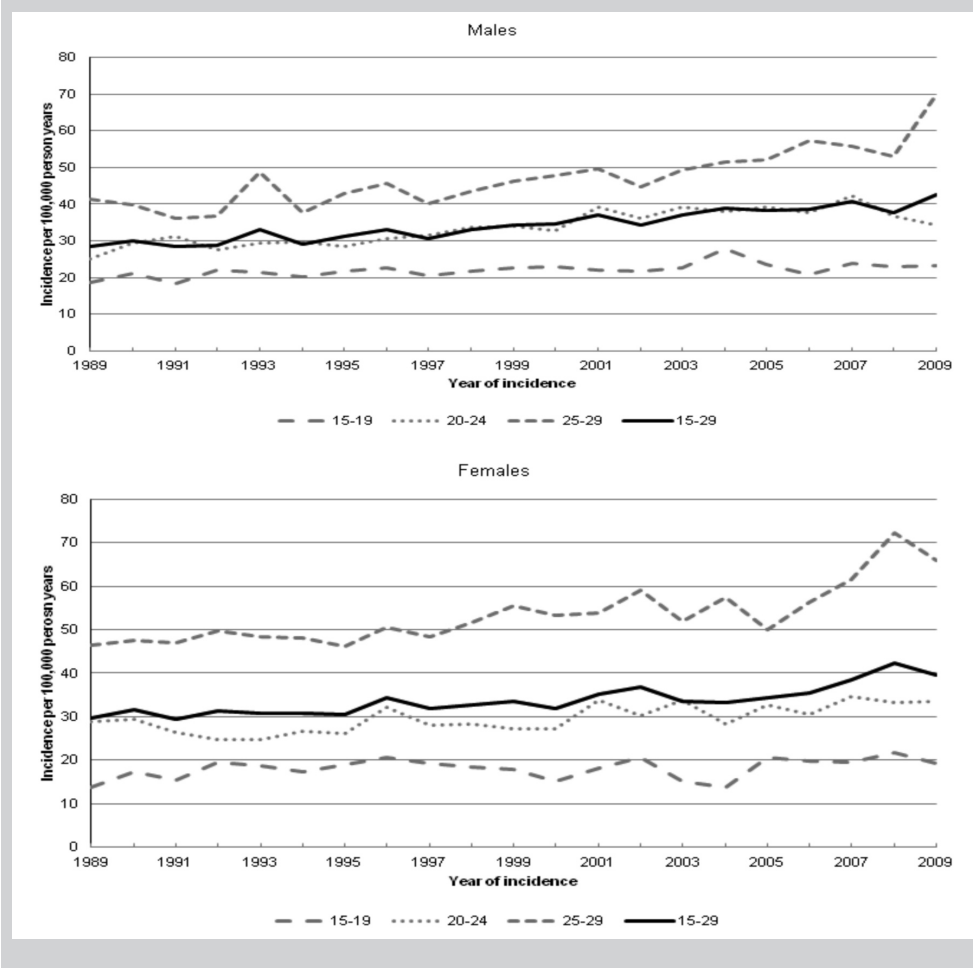 Males
Incidence per 100,000 person years
80
70
60
50
40
30
20
10
0
1989 1991 1993 1995 1997 1999 2001 2003 2005 2007 2009
Year of incidence
15-19 20-24 25-29 15-29
Females
Incidence per 100,000 perosn years
80
70
60
50
40
30
20
10
0
1989 1991 1993 1995 1997 1999 2001 2003 2005 2007 2009
Year of incidence
15-19 20-24 25-29 15-29